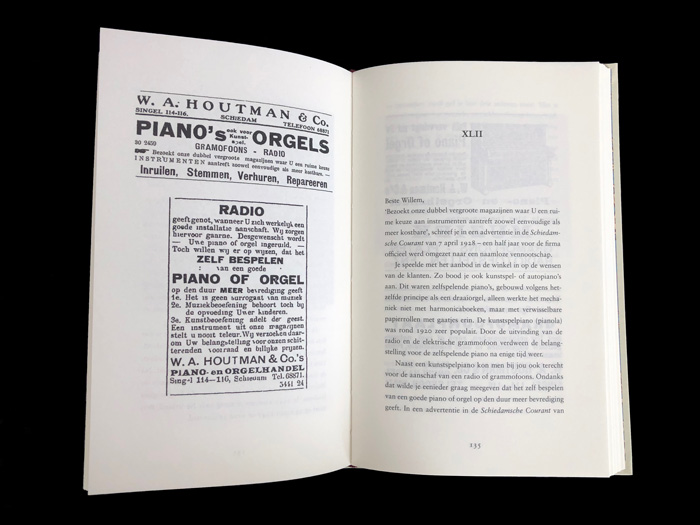 W. A. HOUTMAN & Co.
SINGEL 114-116. SCHIEDAM TELEFOON 68871
PIANO's ook voor Kunst- spel. ORGELS
80 2450 GRAMOFOONS - RADIO
Bezoekt onze dubbel vergroote magazijnen waar U een ruime keuze
INSTRUMENTEN aantreft zoowel eenvoudige als meer kostbare.
Inruilen, Stemmen, Verhuren, Repareeren
RADIO
geeft genot, wanneer U zich werkelijk een
goede installatie aanschaft. Wij zorgen
hiervoor gaarne. Desgewenscht wordt
— Uwe piano of orgel ingeruild. —
Toch willen wij er op wijzen, dat het
ZELF BESPELEN
van een goede
PIANO OF ORGEL
op den duur MEER bevrediging geeft
1e. Het is geen surrogaat van muziek
2e. Muziekbeoefening behoort toch bij
de opvoeding Uwer kinderen.
3e. Kunstbeoefening adelt der geest.
Een instrument uit onze magazijnen
stelt u nooit teleur. Wij verzoeken daar-
om Uw belangstelling voor onzen schit-
terenden voorraad en billijke prijzen.
W. A. HOUTMAN & Co.'s
PIANO- en ORGELHANDEL
Singel 114—116, Schiedam Tel. 68871.
3441 24
XLII
Beste Willem,
'Bezoekt onze dubbel vergroote magazijnen waar U een rui-
me keuze aan instrumenten aantreft zoowel eenvoudige als
meer kostbare', schreef je in een advertentie in de Schiedam-
sche Courant van 7 april 1928 – een half jaar voor de firma
officieel werd omgezet naar een naamloze vennootschap.
Je speelde met het aanbod in de winkel in op de wensen
van de klanten. Zo bood je ook kunstspel- of autopiano's
aan. Dit waren zelfspelende piano's, gebouwd volgens het-
zelfde principe als een draaiorgel, alleen werkte het mecha-
niek niet met harmonicaboeken, maar met verwisselbare
papierrollen met gaatjes erin. De kunstspelpiano (pianola)
was rond 1920 zeer populair. Door de uitvinding van de
radio en de elektrische grammofoon verdween de belang-
stelling voor de zelfspelende piano na enige tijd weer.
Naast een kunstspelpiano kon men bij jou ook terecht
voor de aanschaf van een radio of grammofoons. Ondanks
dat wilde je eenieder graag meegeven dat het zelf bespelen
van een goede piano of orgel op den duur meer bevrediging
geeft. In een advertentie in de Schiedamsche Courant van
133